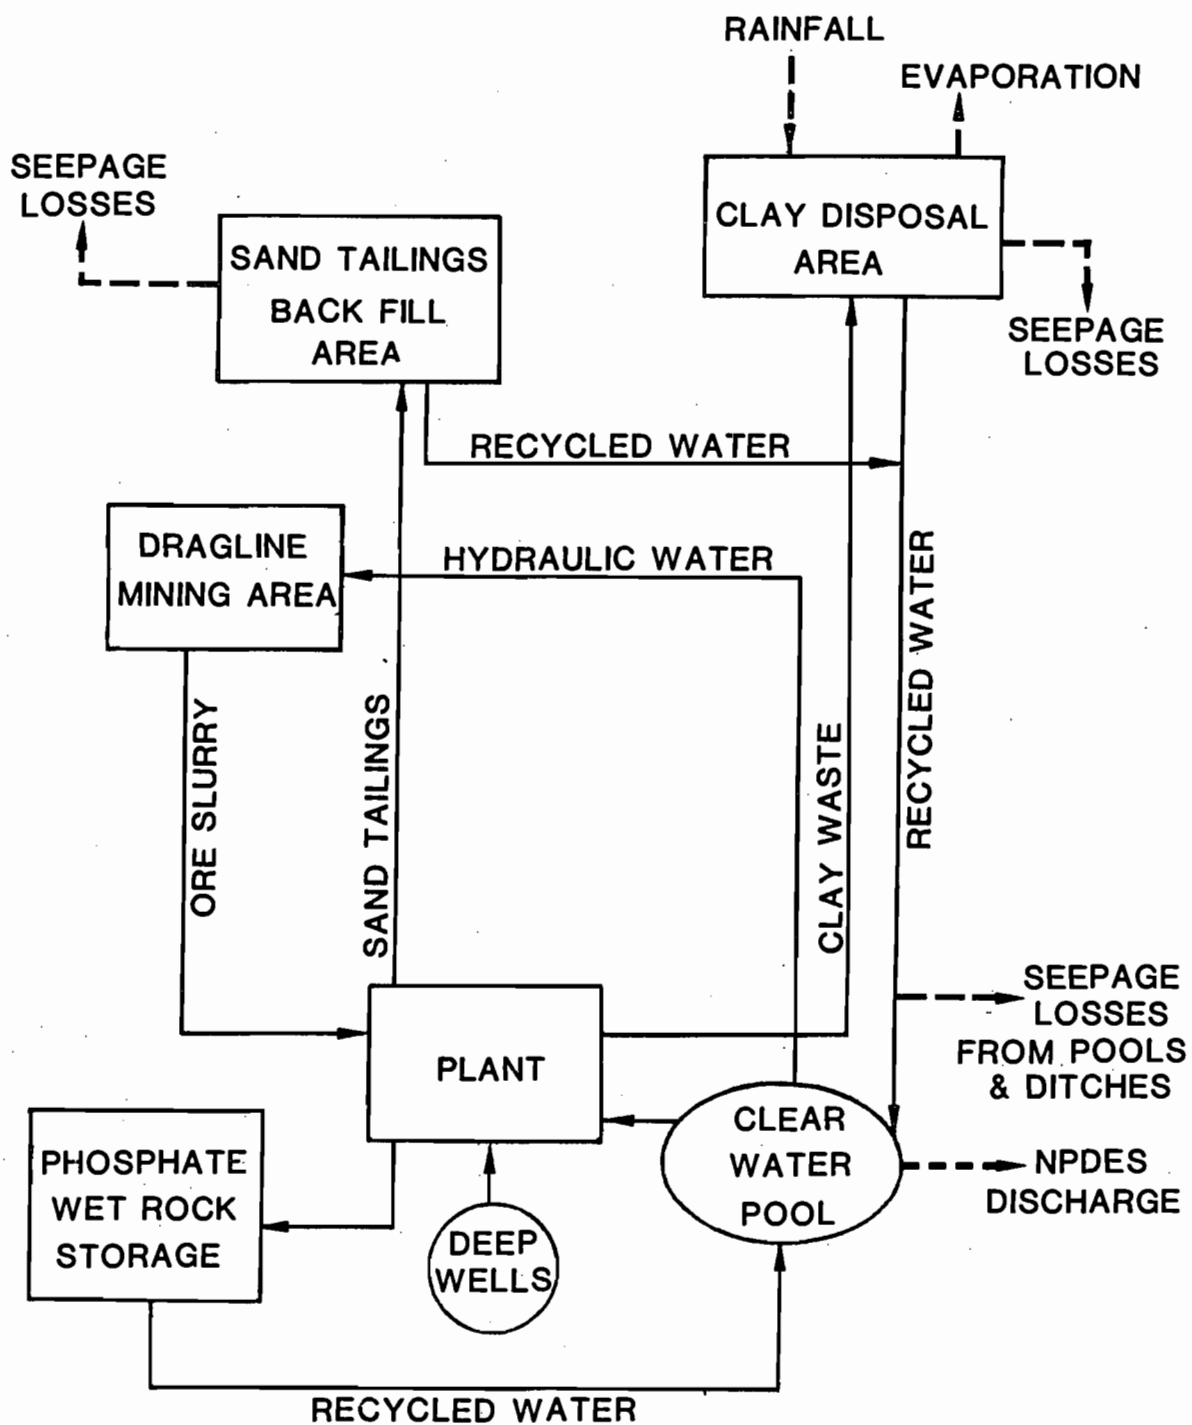 RAINFALL
EVAPORATION
SEEPAGE
LOSSES
CLAY DISPOSAL
AREA
SAND TAILINGS
BACK FILL
AREA
SEEPAGE
LOSSES
RECYCLED WATER
DRAGLINE
MINING AREA
HYDRAULIC WATER
RECYCLED WATER
ORE SLURRY
SAND TAILINGS
CLAY WASTE
SEEPAGE
LOSSES
FROM POOLS
& DITCHES
PLANT
CLEAR
WATER
POOL
NPDES
DISCHARGE
PHOSPHATE
WET ROCK
STORAGE
DEEP
WELLS
RECYCLED WATER